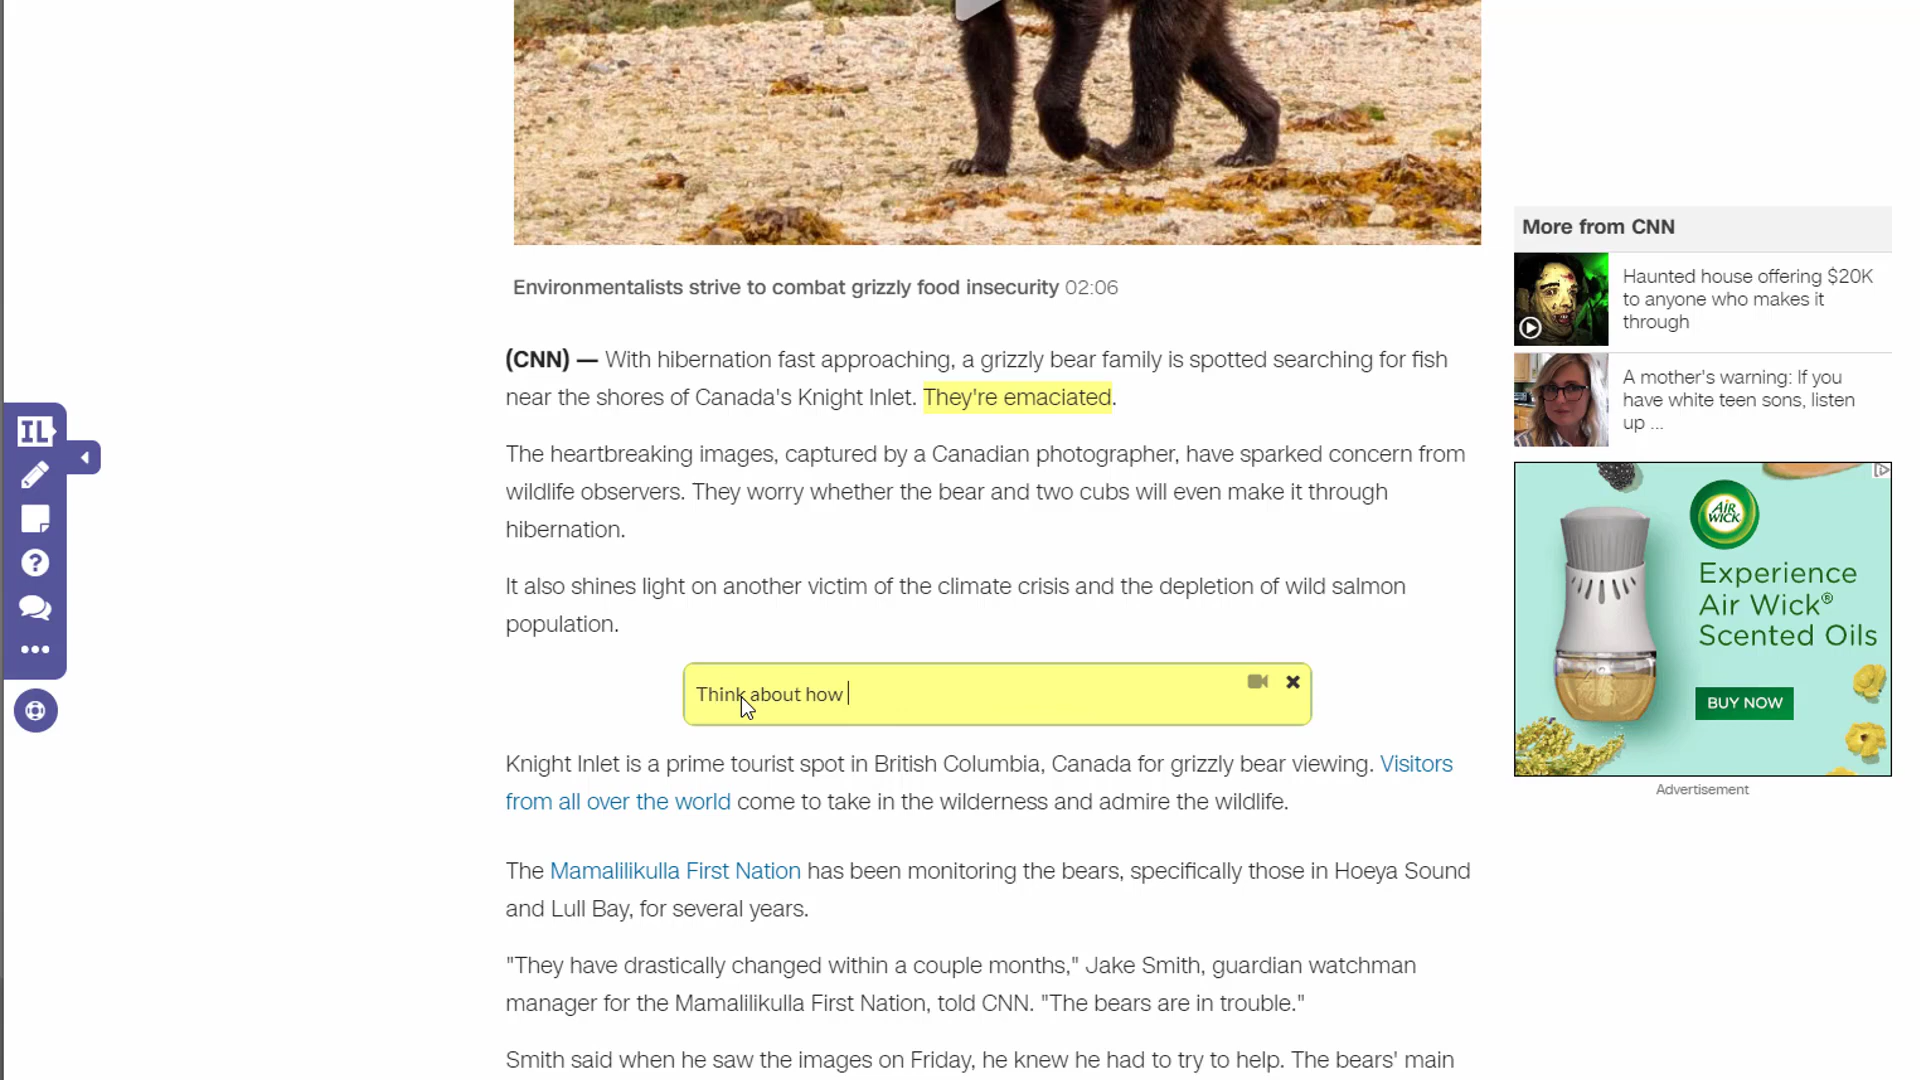 Environmentalists strive to combat grizzly food insecurity 02:06
(CNN) — With hibernation fast approaching, a grizzly bear family is spotted searching for fish
near the shores of Canada's Knight Inlet. They're emaciated.
The heartbreaking images, captured by a Canadian photographer, have sparked concern from
wildlife observers. They worry whether the bear and two cubs will even make it through
hibernation.
It also shines light on another victim of the climate crisis and the depletion of wild salmon
population.
Think about how
Knight Inlet is a prime tourist spot in British Columbia, Canada for grizzly bear viewing. Visitors
from all over the world come to take in the wilderness and admire the wildlife.
The Mamalilikulla First Nation has been monitoring the bears, specifically those in Hoeya Sound
and Lull Bay, for several years.
"They have drastically changed within a couple months," Jake Smith, guardian watchman
manager for the Mamalilikulla First Nation, told CNN. "The bears are in trouble."
Smith said when he saw the images on Friday, he knew he had to try to help. The bears' main
IL
More from CNN
Haunted house offering $20K
to anyone who makes it
through
A mother's warning: If you
have white teen sons, listen
up ...
AIR
WICK
Experience
Air Wick®
Scented Oils
BUY NOW
Advertisement